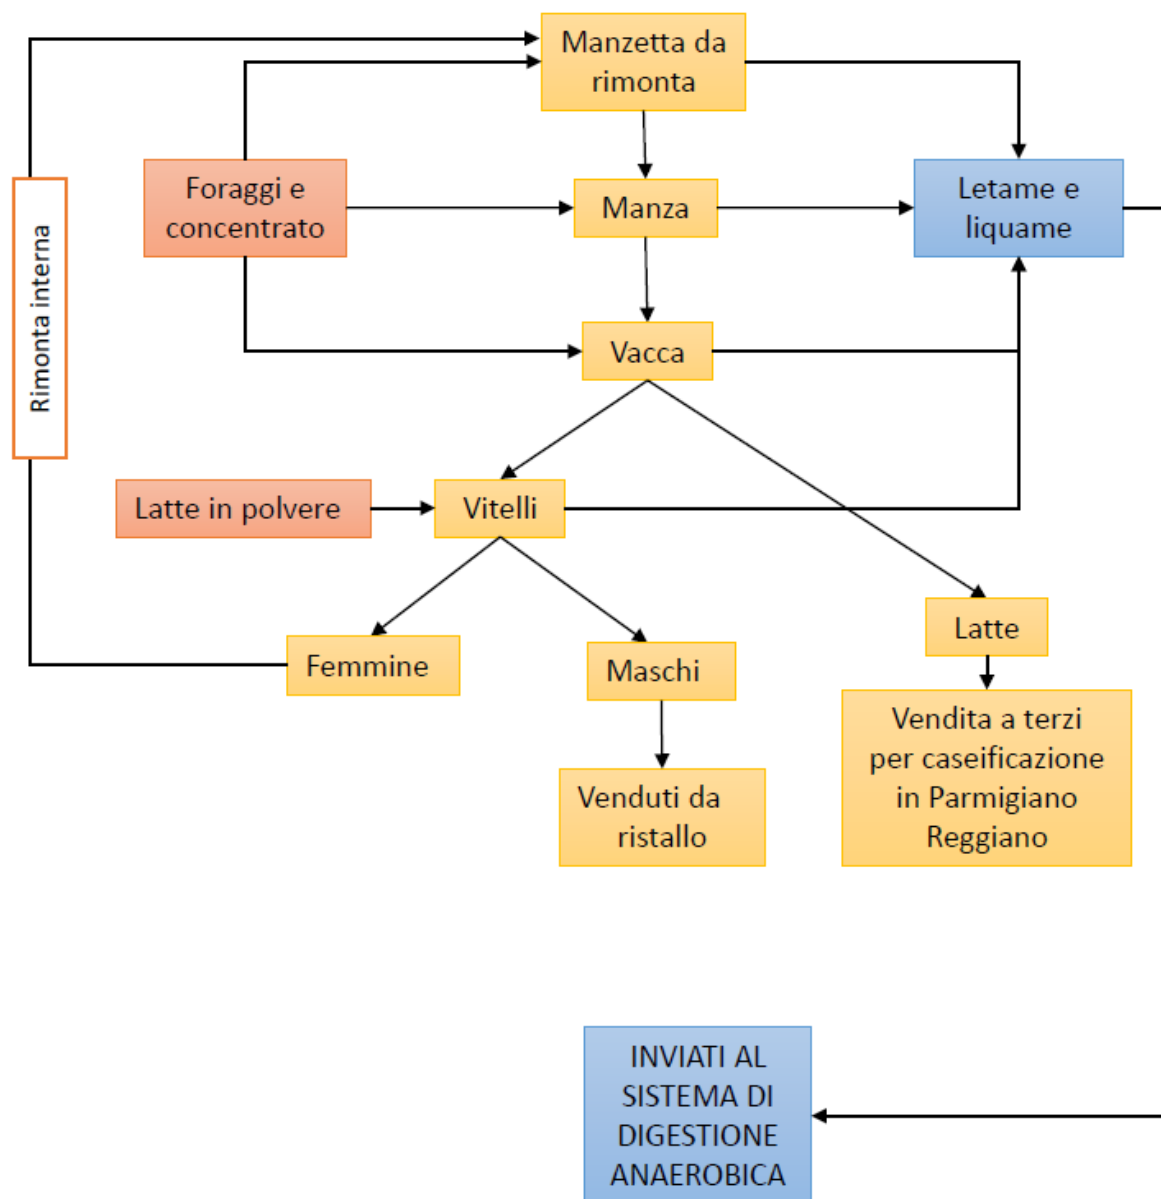 Manzetta da
rimonta
Foraggi e
concentrato
Manza
Letame e
liquame
Rimonta interna
Vacca
Latte in polvere
Vitelli
Femmine
Maschi
Latte
Venduti da
ristallo
Vendita a terzi
per caseificazione
in Parmigiano
Reggiano
INVIATI AL
SISTEMA DI
DIGESTIONE
ANAEROBICA